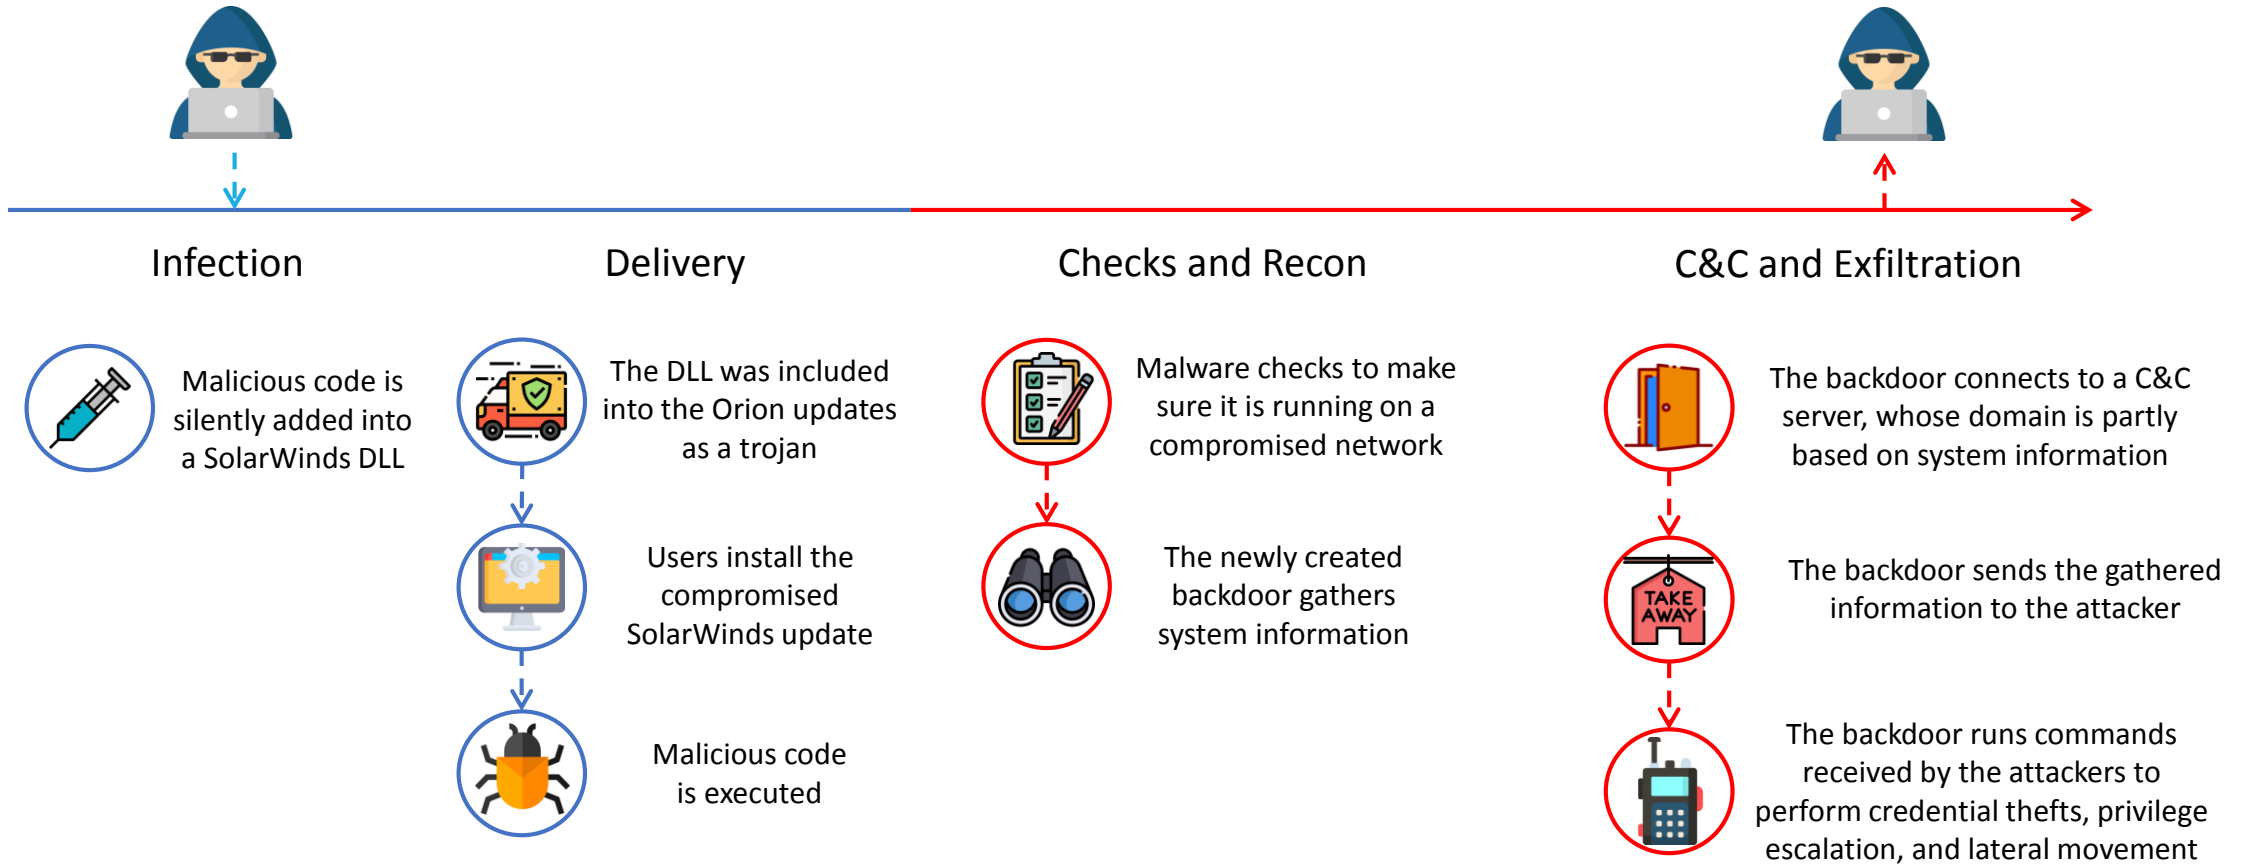 Infection
Delivery
Checks and Recon
C&C and Exfiltration
Malicious code is
silently added into
a SolarWinds DLL
The DLL was included
into the Orion updates
as a trojan
Users install the
compromised
SolarWinds update
Malicious code
is executed
Malware checks to make
sure it is running on a
compromised network
The newly created
backdoor gathers
system information
The backdoor connects to a C&C
server, whose domain is partly
based on system information
TAKE
AWAY
The backdoor sends the gathered
information to the attacker
The backdoor runs commands
received by the attackers to
perform credential thefts, privilege
escalation, and lateral movement